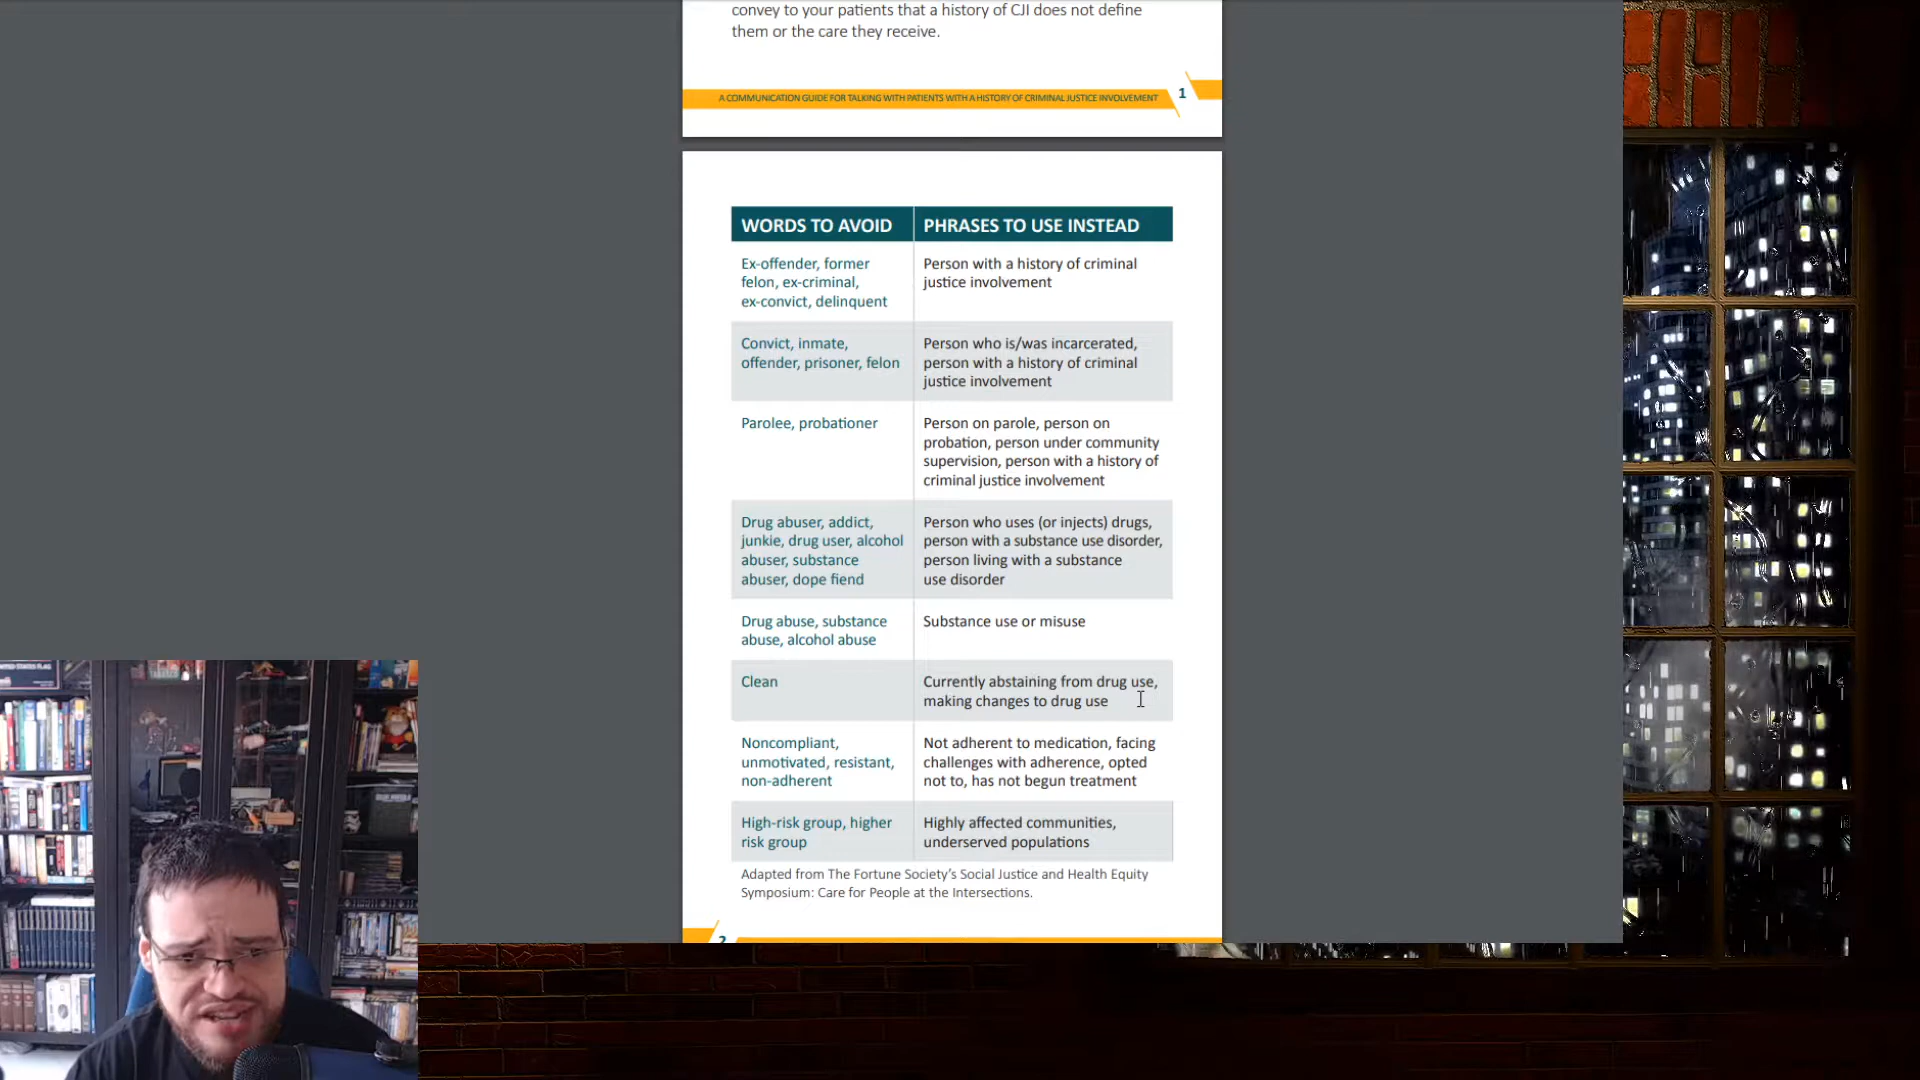 convey to your patients that a history of CJI does not define
them or the care they receive.
A COMMUNICATION GUIDE FOR TALKING WITH PATIENTS WITH A HISTORY OF CRIMINAL JUSTICE INVOLVEMENT 1
WORDS TO AVOID PHRASES TO USE INSTEAD
Ex-offender, former
felon, ex-criminal,
ex-convict, delinquent
Person with a history of criminal
justice involvement
Convict, inmate,
offender, prisoner, felon
Person who is/was incarcerated,
person with a history of criminal
justice involvement
Parolee, probationer
Person on parole, person on
probation, person under community
supervision, person with a history of
criminal justice involvement
Drug abuser, addict,
junkie, drug user, alcohol
abuser, substance
abuser, dope fiend
Person who uses (or injects) drugs,
person with a substance use disorder,
person living with a substance
use disorder
Drug abuse, substance
abuse, alcohol abuse
Substance use or misuse
Clean
Currently abstaining from drug use,
making changes to drug use
Noncompliant,
unmotivated, resistant,
non-adherent
Not adherent to medication, facing
challenges with adherence, opted
not to, has not begun treatment
High-risk group, higher
risk group
Highly affected communities,
underserved populations
Adapted from The Fortune Society's Social Justice and Health Equity
Symposium: Care for People at the Intersections.
2